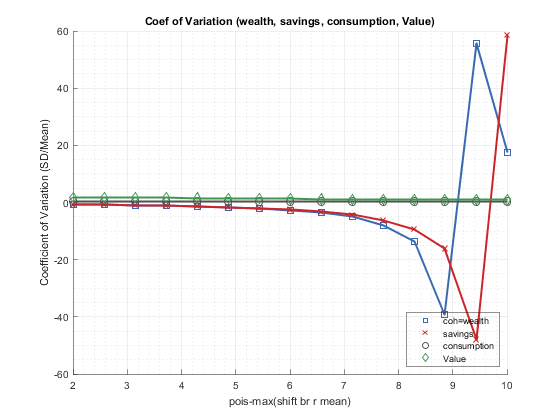 Coef of Variation (wealth, savings, consumption, Value)
Coefficient of Variation (SD/Mean)
60
40
20
0
-20
-40
-60
coh=wealth
savings
consumption
Value
2 3 4 5 6 7 8 9 10
pois-max(shift br r mean)